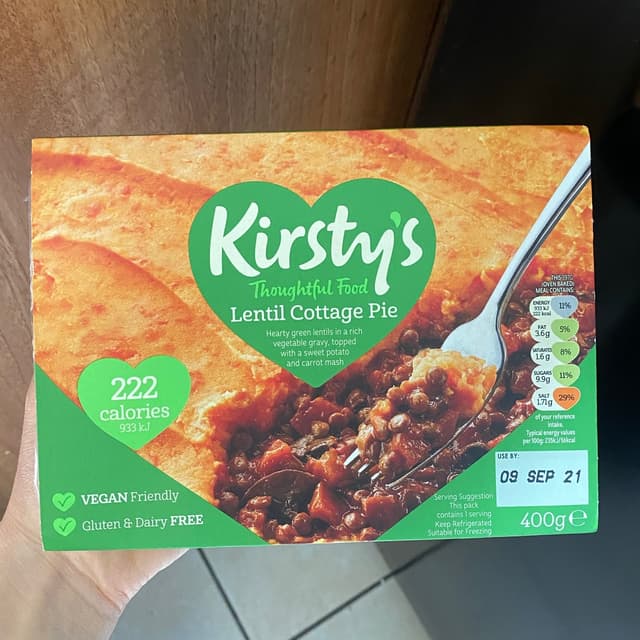 Kirsty's
Thoughtful Food
Lentil Cottage Pie
Hearty green lentils in a rich
vegetable gravy, topped
with a sweet potato
and carrot mash
222
calories
933 kJ
VEGAN Friendly
Gluten & Dairy FREE
THIS 397G
(OVEN BAKED)
MEAL CONTAINS
ENERGY
933 kJ
222 kcal
11%
FAT
3.6g
5%
SATURATES
1.6g
8%
SUGARS
9.9g
11%
SALT
1.71g
29%
of your reference
intake.
Typical energy values
per 100g: 235kJ/56kcal
USE BY:
09 SEP 21
Serving Suggestion
This pack
contains 1 serving
Keep Refrigerated
Suitable for Freezing
400g℮